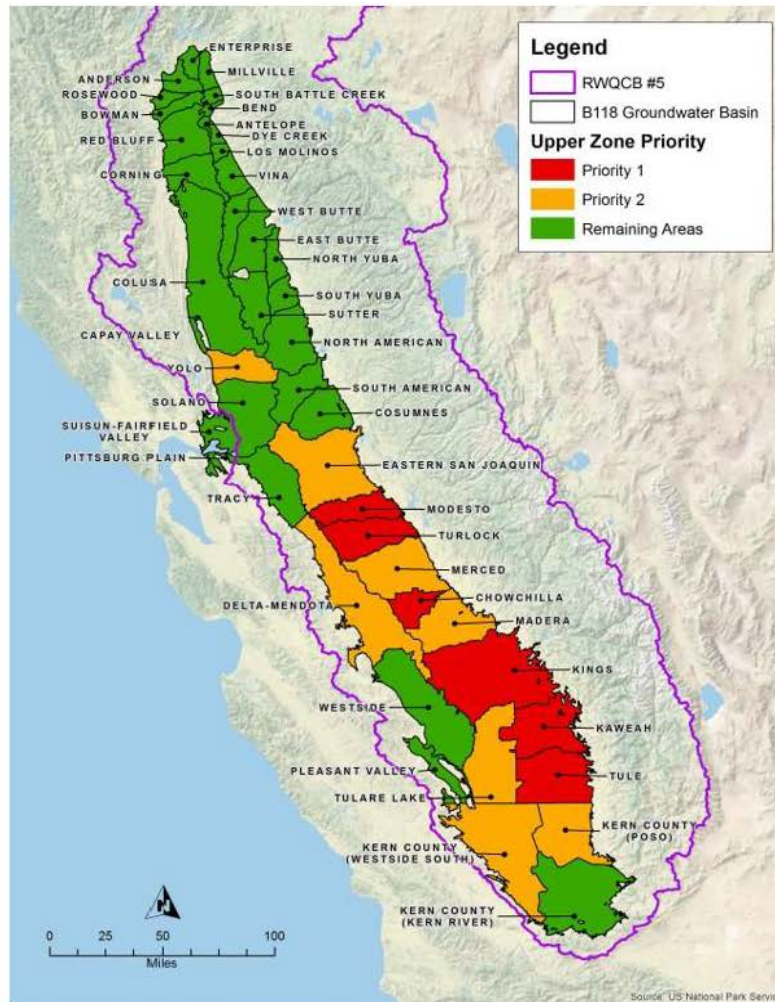 ENTERPRISE
MILLVILLE
ANDERSON
ROSEWOOD
SOUTH BATTLE CREEK
BEND
BOWMAN
ANTELOPE
DYE CREEK
RED BLUFF
LOS MOLINOS
CORNING
VINA
WEST BUTTE
EAST BUTTE
NORTH YUBA
COLUSA
SOUTH YUBA
SUTTER
CAPAY VALLEY
NORTH AMERICAN
YOLO
SOUTH AMERICAN
SOLANO
COSUMNES
SUISUN-FAIRFIELD
VALLEY
PITTSBURG PLAIN
EASTERN SAN JOAQUIN
TRACY
MODESTO
TURLOCK
MERCED
CHOWCHILLA
DELTA-MENDOTA
MADERA
KINGS
WESTSIDE
KAWEAH
PLEASANT VALLEY
TULE
TULARE LAKE
KERN COUNTY
(POSO)
KERN COUNTY
(WESTSIDE SOUTH)
KERN COUNTY
(KERN RIVER)
Legend
RWQCB #5
B118 Groundwater Basin
Upper Zone Priority
Priority 1
Priority 2
Remaining Areas
N
0 25 50 100
Miles
Source: US National Park Servi